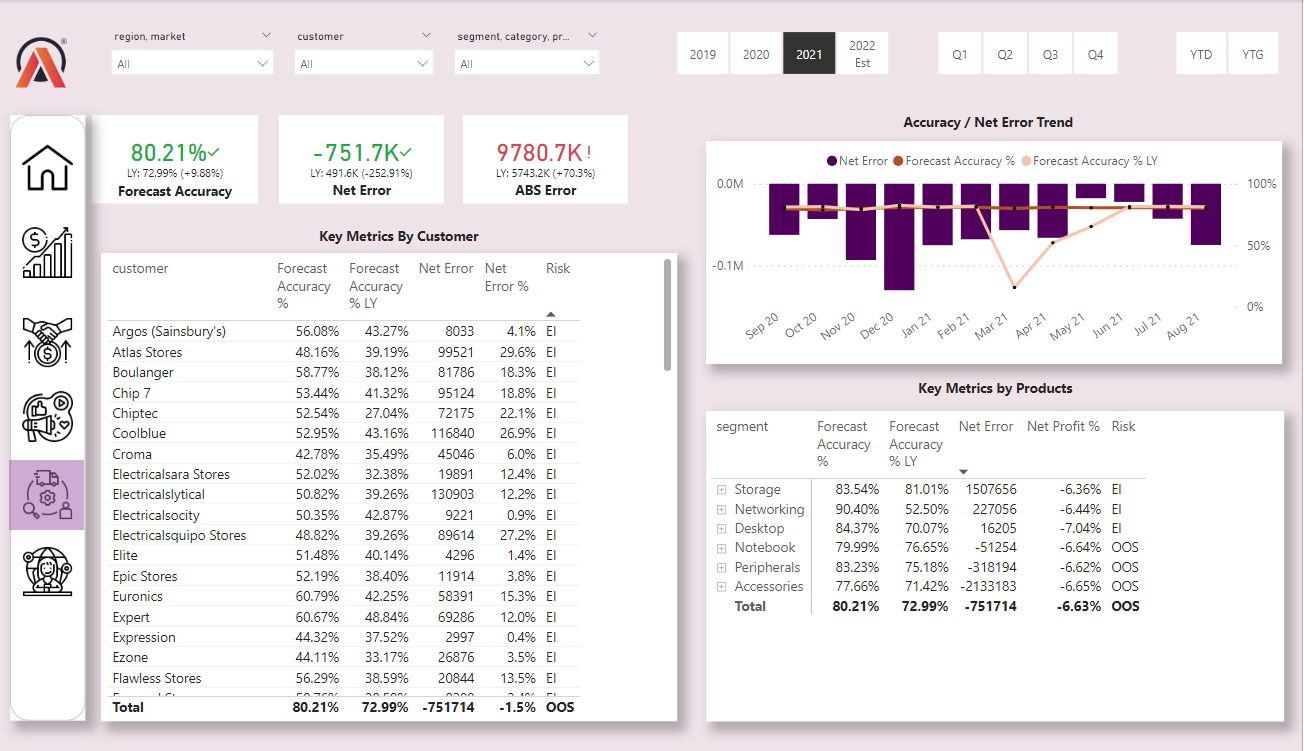 region, market
customer
segment, category, pr...
All
All
All
2019
2020
2021
2022
Est
Q1
Q2
Q3
Q4
YTD
YTG
80.21%
LY: 72.99% (+9.88%)
Forecast Accuracy
-751.7K
LY: 491.6K (-252.91%)
Net Error
9780.7K !
LY: 5743.2K (+70.3%)
ABS Error
Accuracy / Net Error Trend
Net Error Forecast Accuracy % Forecast Accuracy % LY
0.0M
-0.1M
100%
50%
0%
Sep 20
Oct 20
Nov 20
Dec 20
Jan 21
Feb 21
Mar 21
Apr 21
May 21
Jun 21
Jul 21
Aug 21
Key Metrics By Customer
customer Forecast Accuracy % Forecast Accuracy % LY Net Error Net Error % Risk
Argos (Sainsbury's) 56.08% 43.27% 8033 4.1% EI
Atlas Stores 48.16% 39.19% 99521 29.6% EI
Boulanger 58.77% 38.12% 81786 18.3% EI
Chip 7 53.44% 41.32% 95124 18.8% EI
Chiptec 52.54% 27.04% 72175 22.1% EI
Coolblue 52.95% 43.16% 116840 26.9% EI
Croma 42.78% 35.49% 45046 6.0% EI
Electricalsara Stores 52.02% 32.38% 19891 12.4% EI
Electricalslytical 50.82% 39.26% 130903 12.2% EI
Electricalsocity 50.35% 42.87% 9221 0.9% EI
Electricalsquipo Stores 48.82% 39.26% 89614 27.2% EI
Elite 51.48% 40.14% 4296 1.4% EI
Epic Stores 52.19% 38.40% 11914 3.8% EI
Euronics 60.79% 42.25% 58391 15.3% EI
Expert 60.67% 48.84% 69286 12.0% EI
Expression 44.32% 37.52% 2997 0.4% EI
Ezone 44.11% 33.17% 26876 3.5% EI
Flawless Stores 56.29% 38.59% 20844 13.5% EI
Total 80.21% 72.99% -751714 -1.5% OOS
Key Metrics by Products
segment Forecast Accuracy % Forecast Accuracy % LY Net Error Net Profit % Risk
Storage 83.54% 81.01% 1507656 -6.36% EI
Networking 90.40% 52.50% 227056 -6.44% EI
Desktop 84.37% 70.07% 16205 -7.04% EI
Notebook 79.99% 76.65% -51254 -6.64% OOS
Peripherals 83.23% 75.18% -318194 -6.62% OOS
Accessories 77.66% 71.42% -2133183 -6.65% OOS
Total 80.21% 72.99% -751714 -6.63% OOS